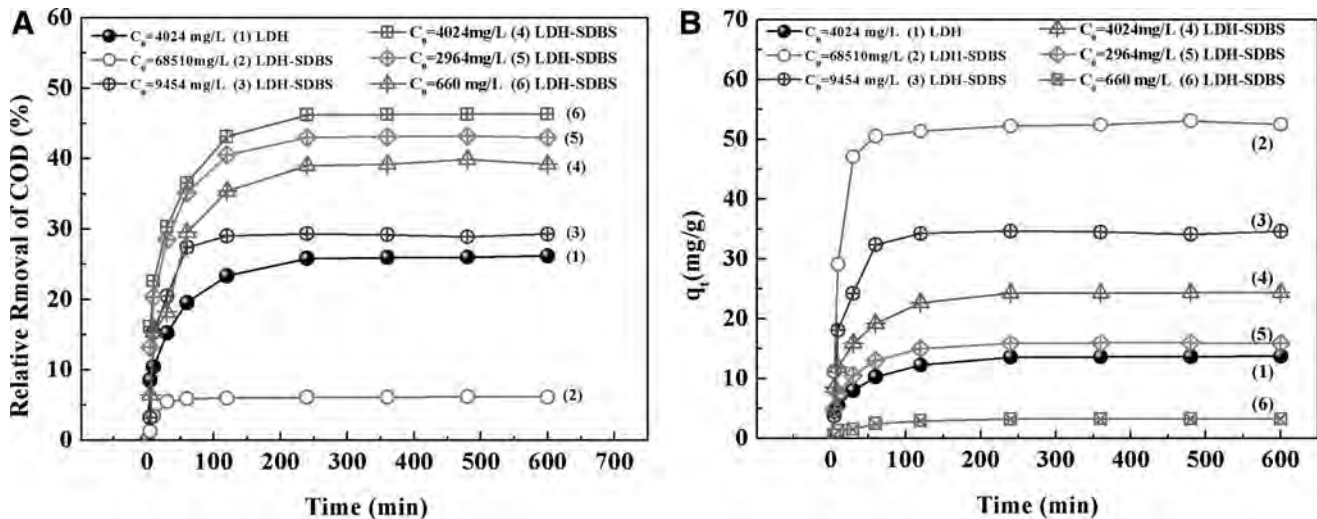 A
C₀=4024 mg/L (1) LDH
C₀=68510mg/L (2) LDH-SDBS
C₀=9454 mg/L (3) LDH-SDBS
C₀=4024mg/L (4) LDH-SDBS
C₀=2964mg/L (5) LDH-SDBS
C₀=660 mg/L (6) LDH-SDBS
Relative Rmoval of COD (%)
60
50
40
30
20
10
0
(6)
(5)
(4)
(3)
(1)
(2)
0 100 200 300 400 500 600 700
Time (min)
B
C₀=4024 mg/L (1) LDH
C₀=68510mg/L (2) LDH-SDBS
C₀=9454 mg/L (3) LDH-SDBS
C₀=4024mg/L (4) LDH-SDBS
C₀=2964mg/L (5) LDH-SDBS
C₀=660 mg/L (6) LDH-SDBS
qₜ(mg/g)
70
60
50
40
30
20
10
0
(2)
(3)
(4)
(5)
(1)
(6)
0 100 200 300 400 500 600
Time (min)